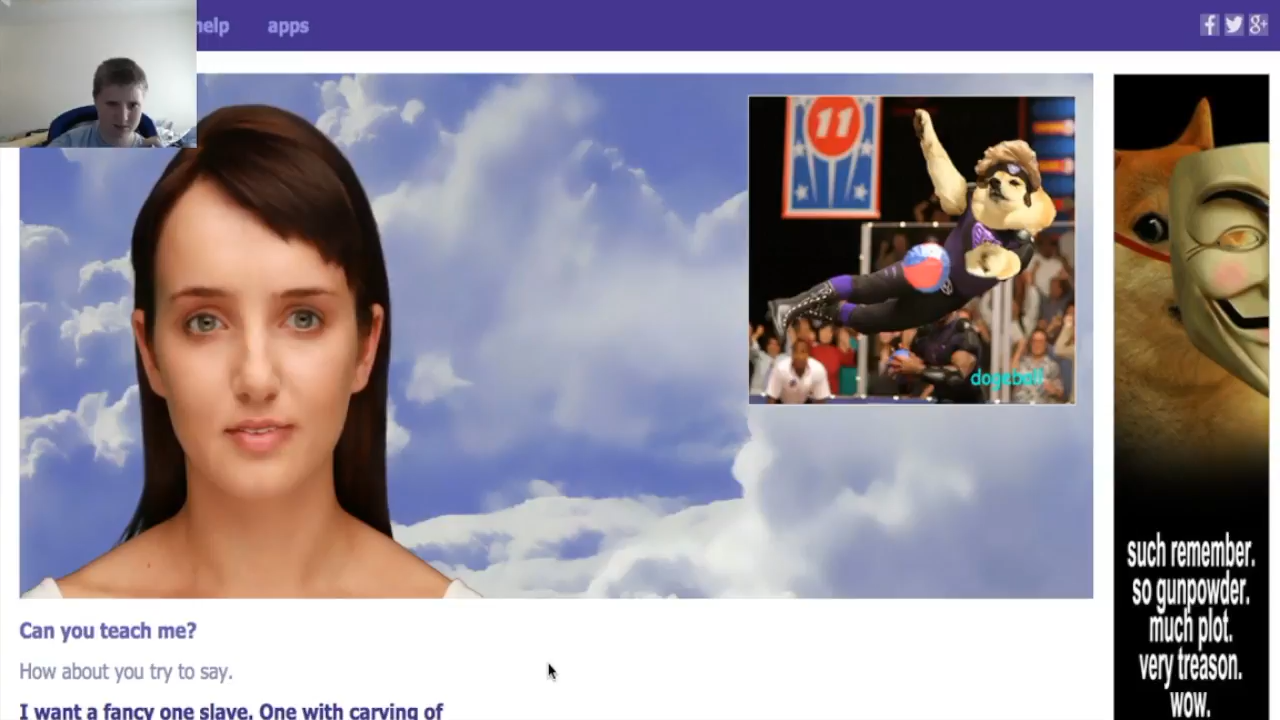 help apps
11
dogeball
Can you teach me?
How about you try to say.
I want a fancy one slave. One with carving of
such remember.
so gunpowder.
much plot.
very treason.
wow.